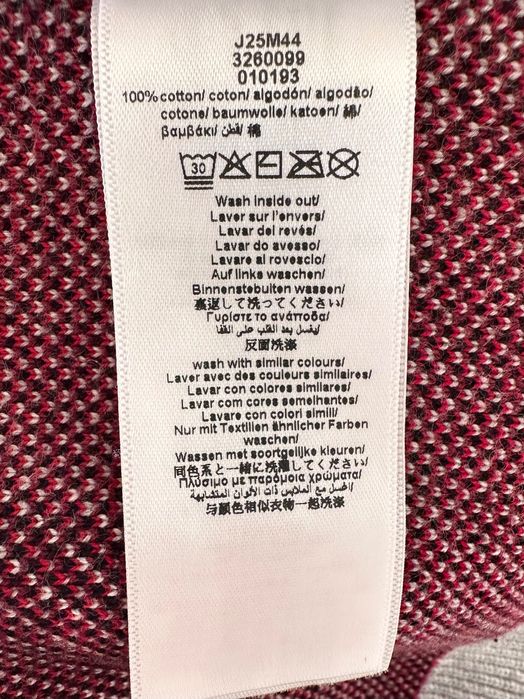 J25M44
3260099
010193
100%cotton/ coton/ algodón/ algodão/
cotone/ baumwolle/ katoen/ 綿/
βαμβάκι/ قطن/ 棉
30
Wash inside out/
Laver sur l'envers/
Lavar del revés/
Lavar do avesso/
Lavare al rovescio/
Auf links waschen/
Binnenstebuiten wassen/
裏返して洗ってください/
Γυρίστε το ανάποδα/
يغسل بعد القلب على القفا/
反面洗涤
wash with similar colours/
Laver avec des couleurs similaires/
Lavar con colores similares/
Lavar com cores semelhantes/
Lavare con colori simili/
Nur mit Textilien ähnlicher Farben
waschen/
Wassen met soortgelijke kleuren/
同色系と一緒に洗濯してください/
Πλύσιμο με παρόμοια χρώματα/
اغسل مع الملابس ذات الألوان المتشابهة/
与颜色相似衣物一起洗涤